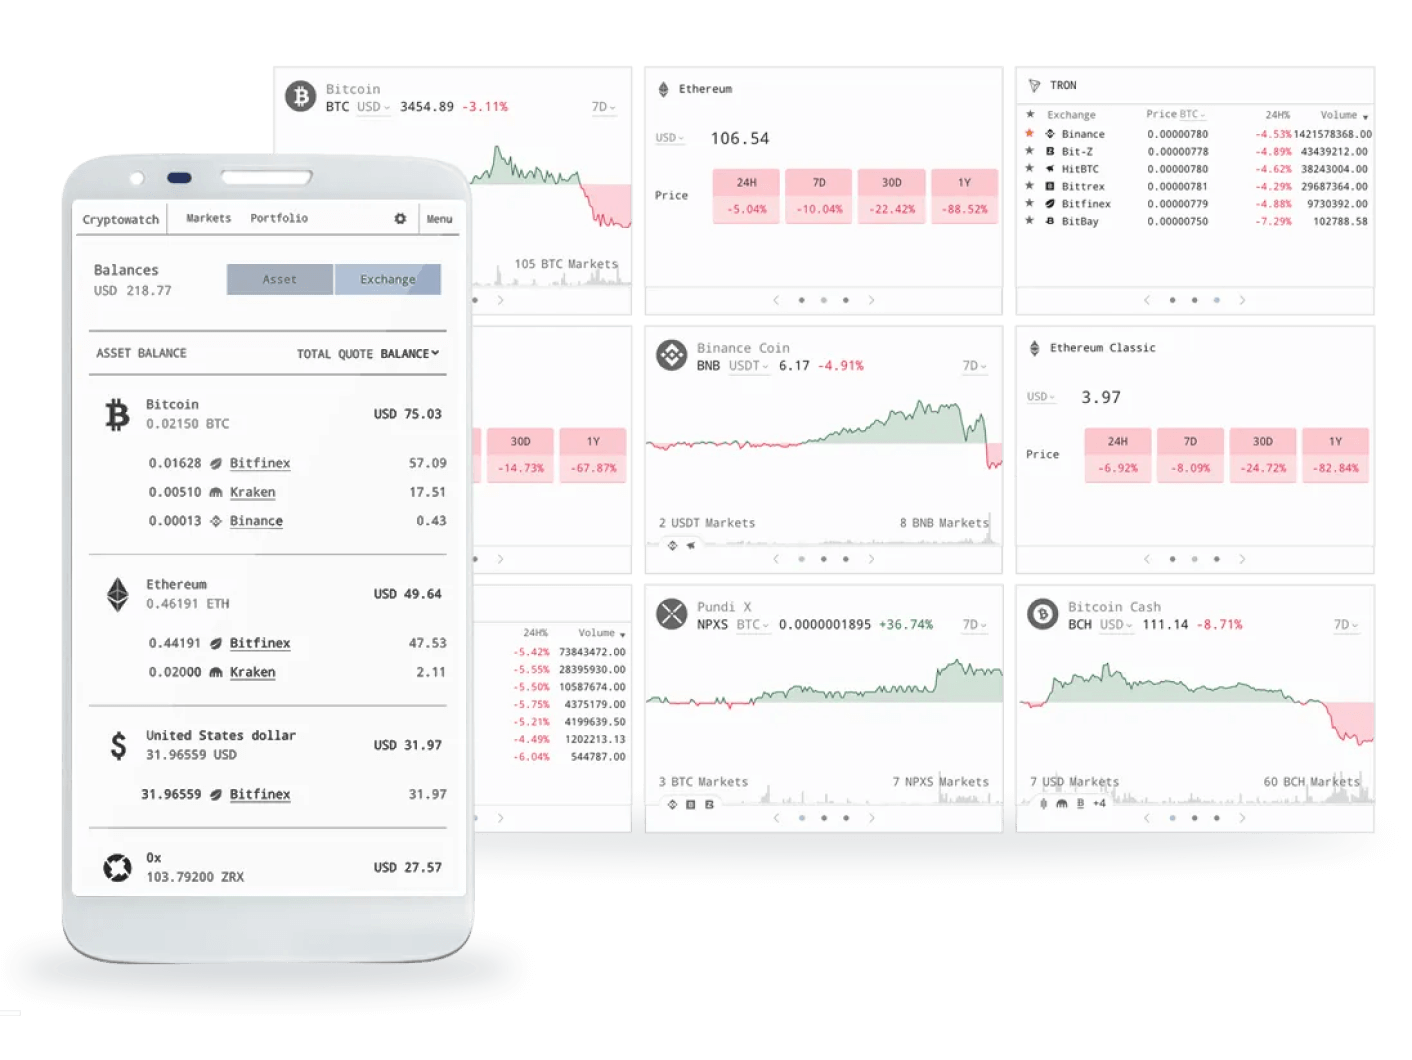 Cryptowatch Markets Portfolio Menu
Balances
USD 218.77
Asset Exchange
ASSET BALANCE TOTAL QUOTE BALANCE
Bitcoin
0.02150 BTC
USD 75.03
0.01628 Bitfinex 57.09
0.00510 Kraken 17.51
0.00013 Binance 0.43
Ethereum
0.46191 ETH
USD 49.64
0.44191 Bitfinex 47.53
0.02000 Kraken 2.11
United States dollar
31.96559 USD
USD 31.97
31.96559 Bitfinex 31.97
0x
103.79200 ZRX
USD 27.57
Bitcoin
BTC USD 3454.89 -3.11% 7D
105 BTC Markets
Ethereum
USD 106.54
Price
24H 7D 30D 1Y
-5.04% -10.04% -22.42% -88.52%
TRON
Exchange Price BTC 24H% Volume
Binance 0.00000780 -4.53% 1421578368.00
Bit-Z 0.00000778 -4.89% 43439212.00
HitBTC 0.00000780 -4.62% 38243004.00
Bittrex 0.00000781 -4.29% 29687364.00
Bitfinex 0.00000779 -4.88% 9730392.00
BitBay 0.00000750 -7.29% 102788.58
30D 1Y
-14.73% -67.87%
Binance Coin
BNB USDT 6.17 -4.91% 7D
2 USDT Markets 8 BNB Markets
Ethereum Classic
USD 3.97
Price
24H 7D 30D 1Y
-6.92% -8.09% -24.72% -82.84%
24H% Volume
-5.42% 73843472.00
-5.55% 28395930.00
-5.50% 10587674.00
-5.75% 4375179.00
-5.21% 4199639.50
-4.49% 1202213.13
-6.04% 544787.00
Pundi X
NPXS BTC 0.0000001895 +36.74% 7D
3 BTC Markets 7 NPXS Markets
Bitcoin Cash
BCH USD 111.14 -8.71% 7D
7 USD Markets 60 BCH Markets
+4